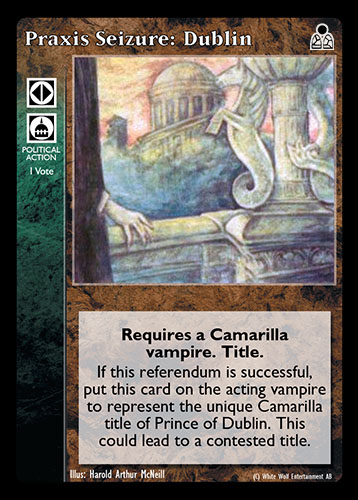 Praxis Seizure: Dublin
POLITICAL
ACTION
1 Vote
Requires a Camarilla
vampire. Title.
If this referendum is successful,
put this card on the acting vampire
to represent the unique Camarilla
title of Prince of Dublin. This
could lead to a contested title.
Illus: Harold Arthur McNeill
(C) White Wolf Entertainment AB